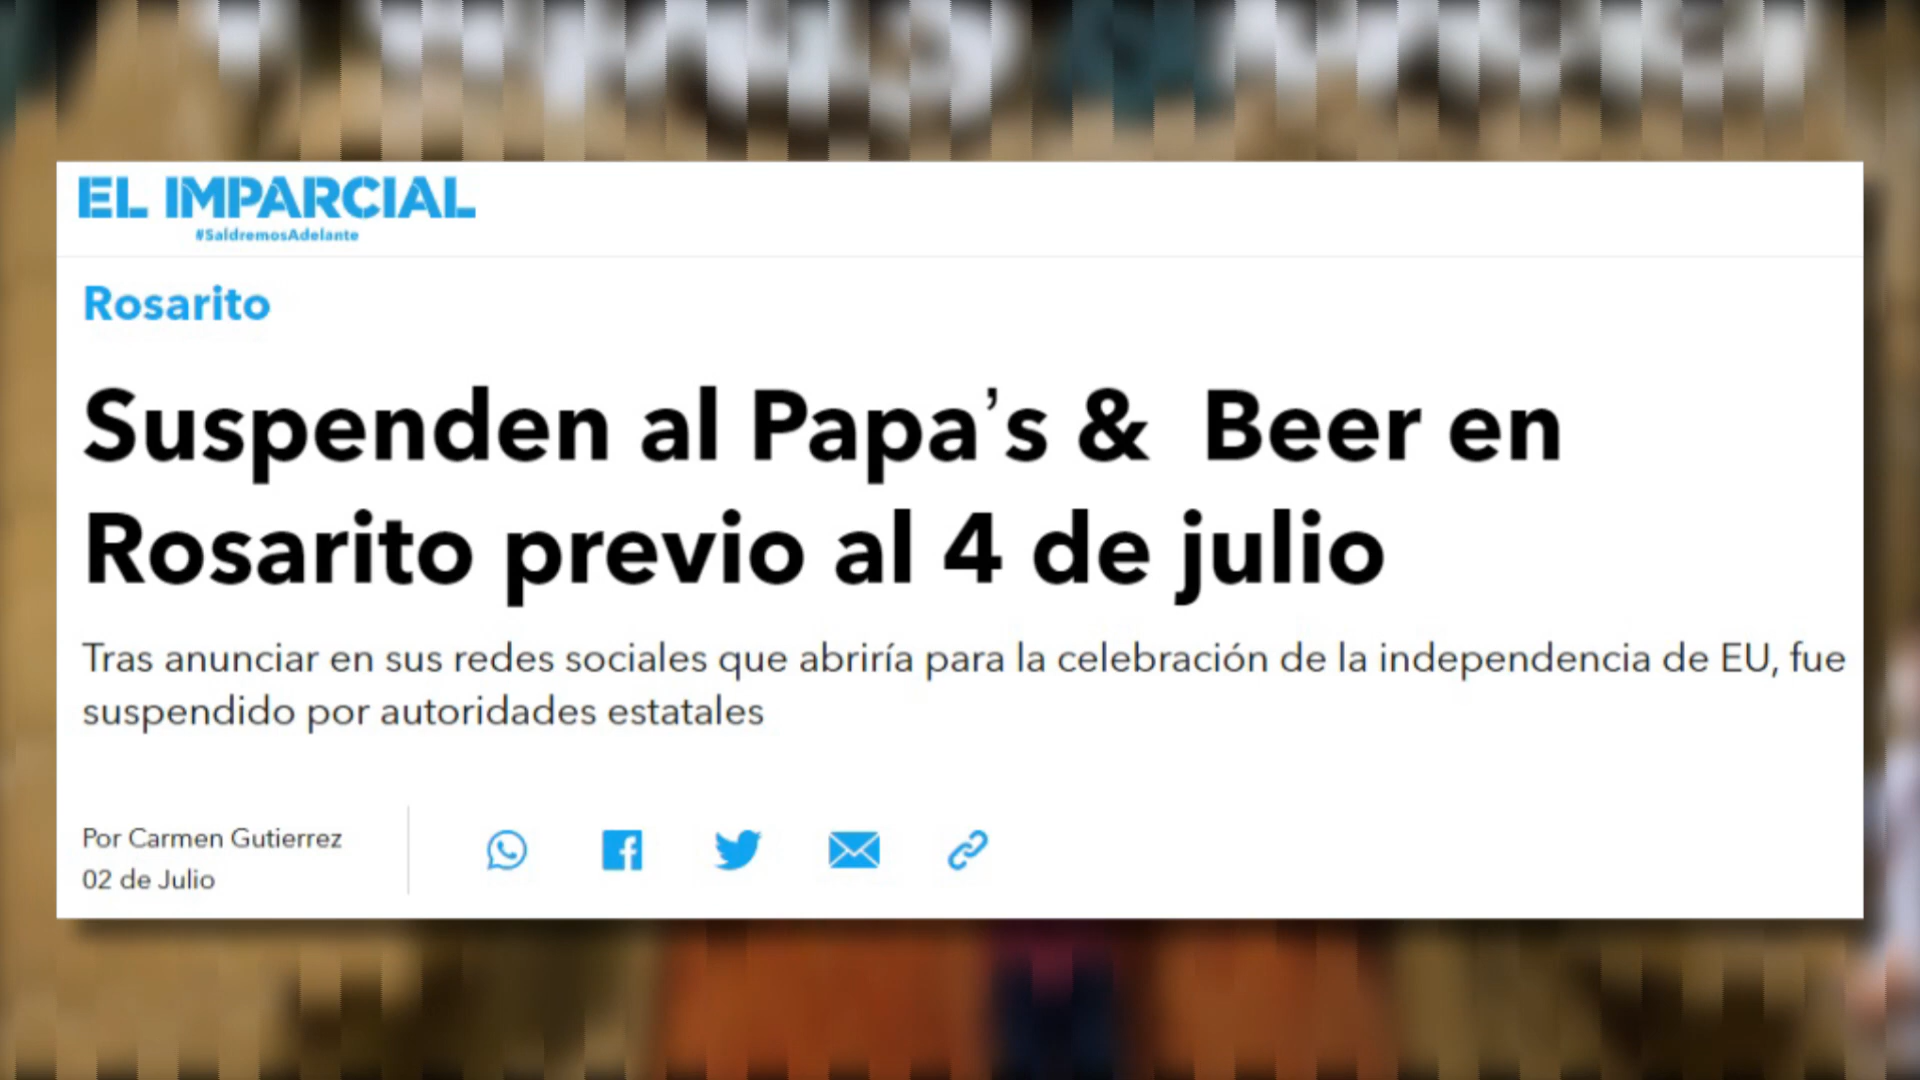 PAPAS & BEER
EL IMPARCIAL
#SaldremosAdelante
Rosarito
Suspenden al Papa’s & Beer en
Rosarito previo al 4 de julio
Tras anunciar en sus redes sociales que abriría para la celebración de la independencia de EU, fue
suspendido por autoridades estatales
Por Carmen Gutierrez
02 de Julio